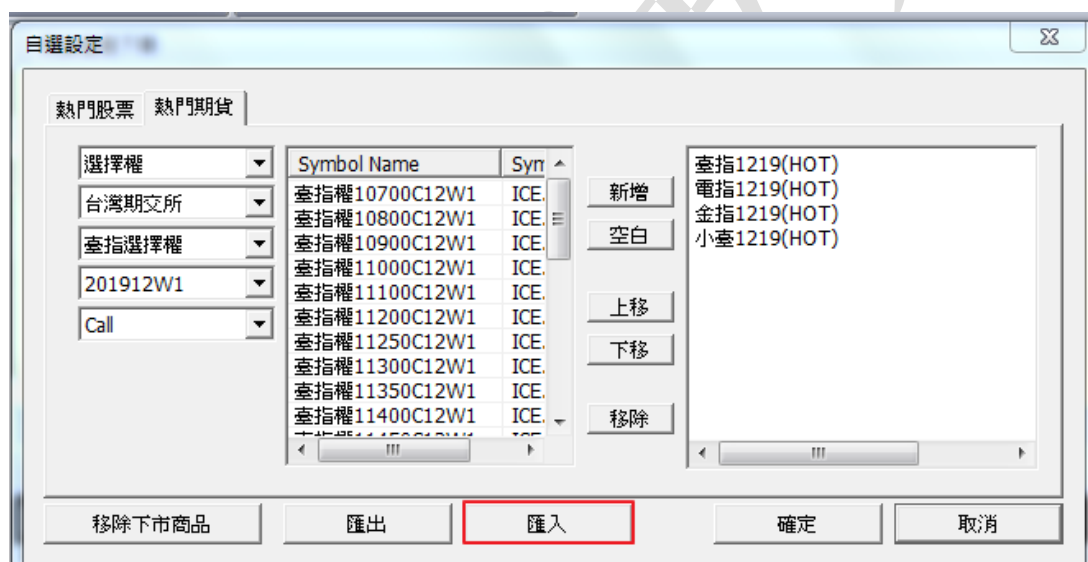 自選設定
熱門股票 熱門期貨
選擇權
台灣期交所
臺指選擇權
201912W1
Call
Symbol Name Sym
臺指權10700C12W1 ICE.
臺指權10800C12W1 ICE.
臺指權10900C12W1 ICE.
臺指權11000C12W1 ICE.
臺指權11100C12W1 ICE.
臺指權11200C12W1 ICE.
臺指權11250C12W1 ICE.
臺指權11300C12W1 ICE.
臺指權11350C12W1 ICE.
臺指權11400C12W1 ICE.
新增
空白
上移
下移
移除
臺指1219(HOT)
電指1219(HOT)
金指1219(HOT)
小臺1219(HOT)
移除下市商品 匯出 匯入 確定 取消